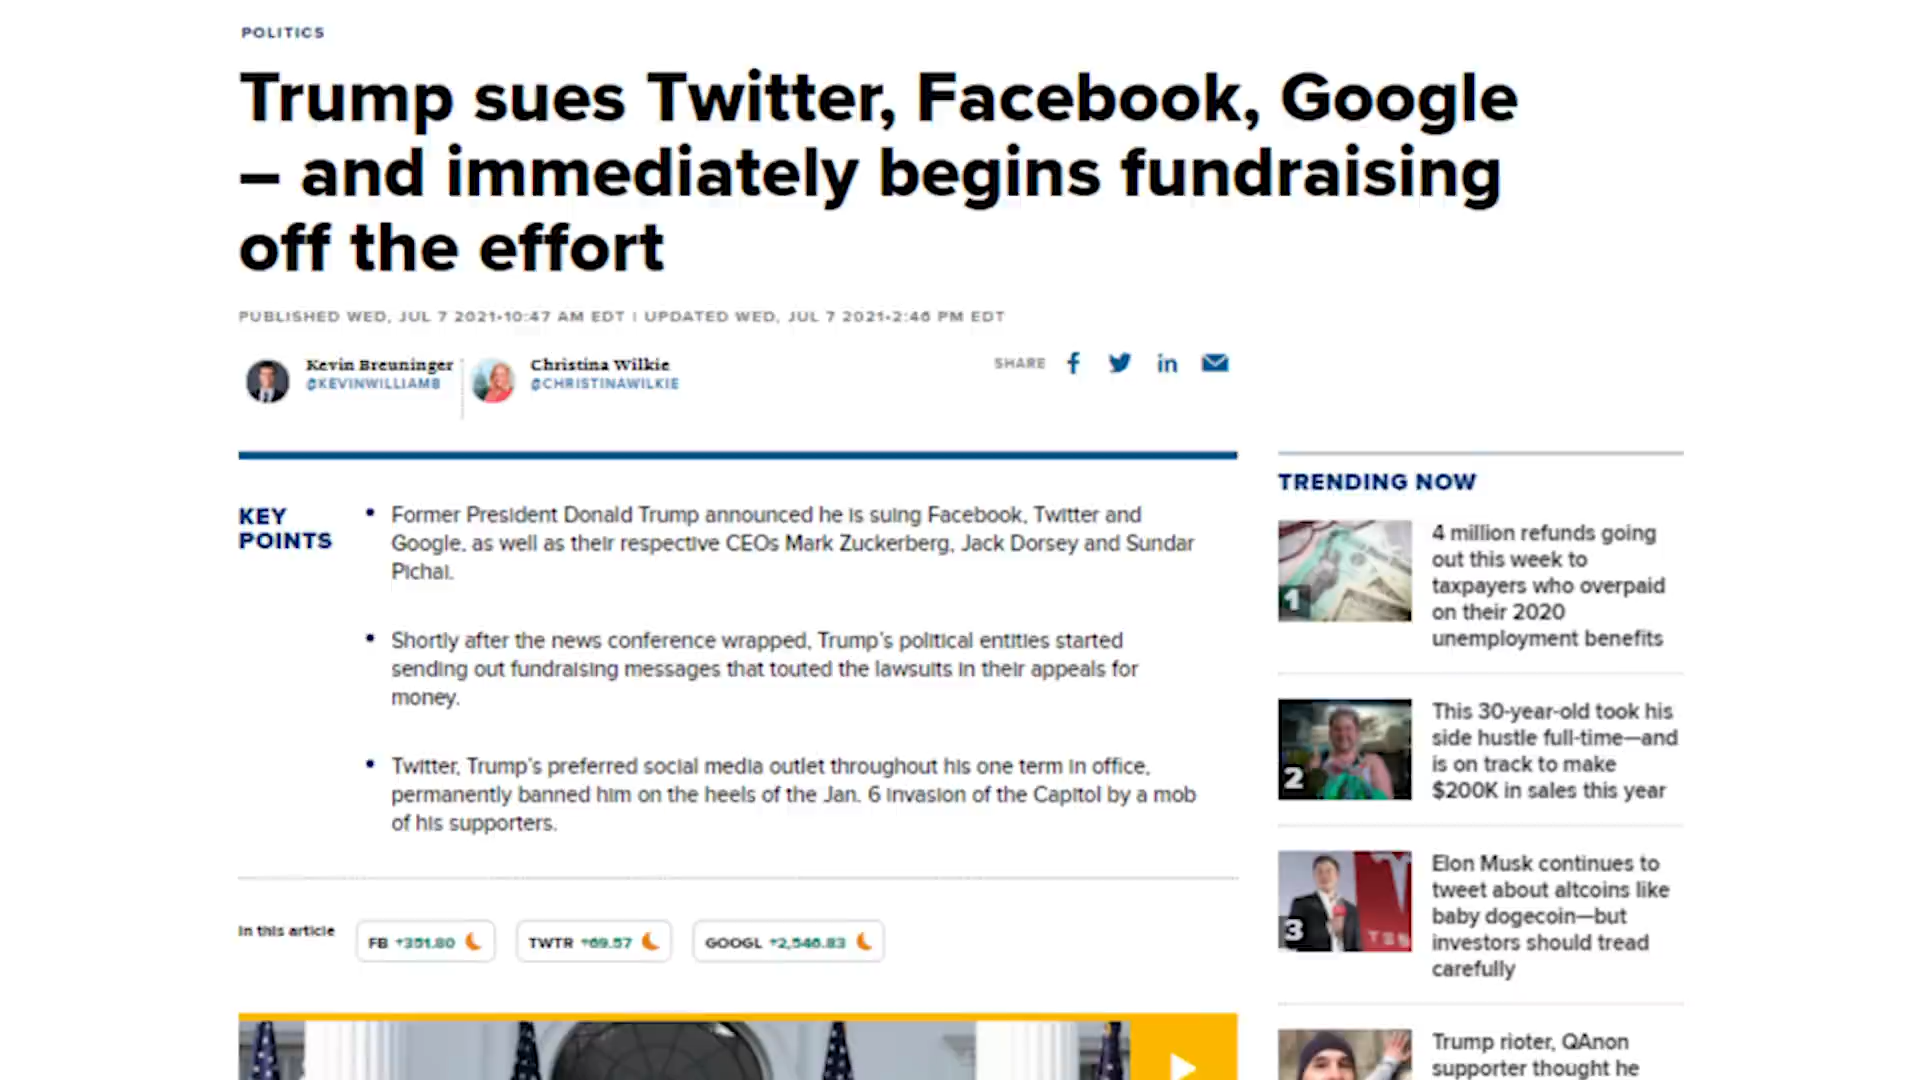 POLITICS
Trump sues Twitter, Facebook, Google
– and immediately begins fundraising
off the effort
PUBLISHED WED, JUL 7 2021•10:47 AM EDT | UPDATED WED, JUL 7 2021•2:46 PM EDT
Kevin Breuninger
@KEVINWILLIAMB
Christina Wilkie
@CHRISTINAWILKIE
SHARE
KEY
POINTS
• Former President Donald Trump announced he is suing Facebook, Twitter and
Google, as well as their respective CEOs Mark Zuckerberg, Jack Dorsey and Sundar
Pichai.
• Shortly after the news conference wrapped, Trump's political entities started
sending out fundraising messages that touted the lawsuits in their appeals for
money.
• Twitter, Trump's preferred social media outlet throughout his one term in office,
permanently banned him on the heels of the Jan. 6 invasion of the Capitol by a mob
of his supporters.
In this article
FB +351.80
TWTR +69.57
GOOGL +2,546.83
TRENDING NOW
1
4 million refunds going
out this week to
taxpayers who overpaid
on their 2020
unemployment benefits
2
This 30-year-old took his
side hustle full-time—and
is on track to make
$200K in sales this year
3
Elon Musk continues to
tweet about altcoins like
baby dogecoin—but
investors should tread
carefully
Trump rioter, QAnon
supporter thought he